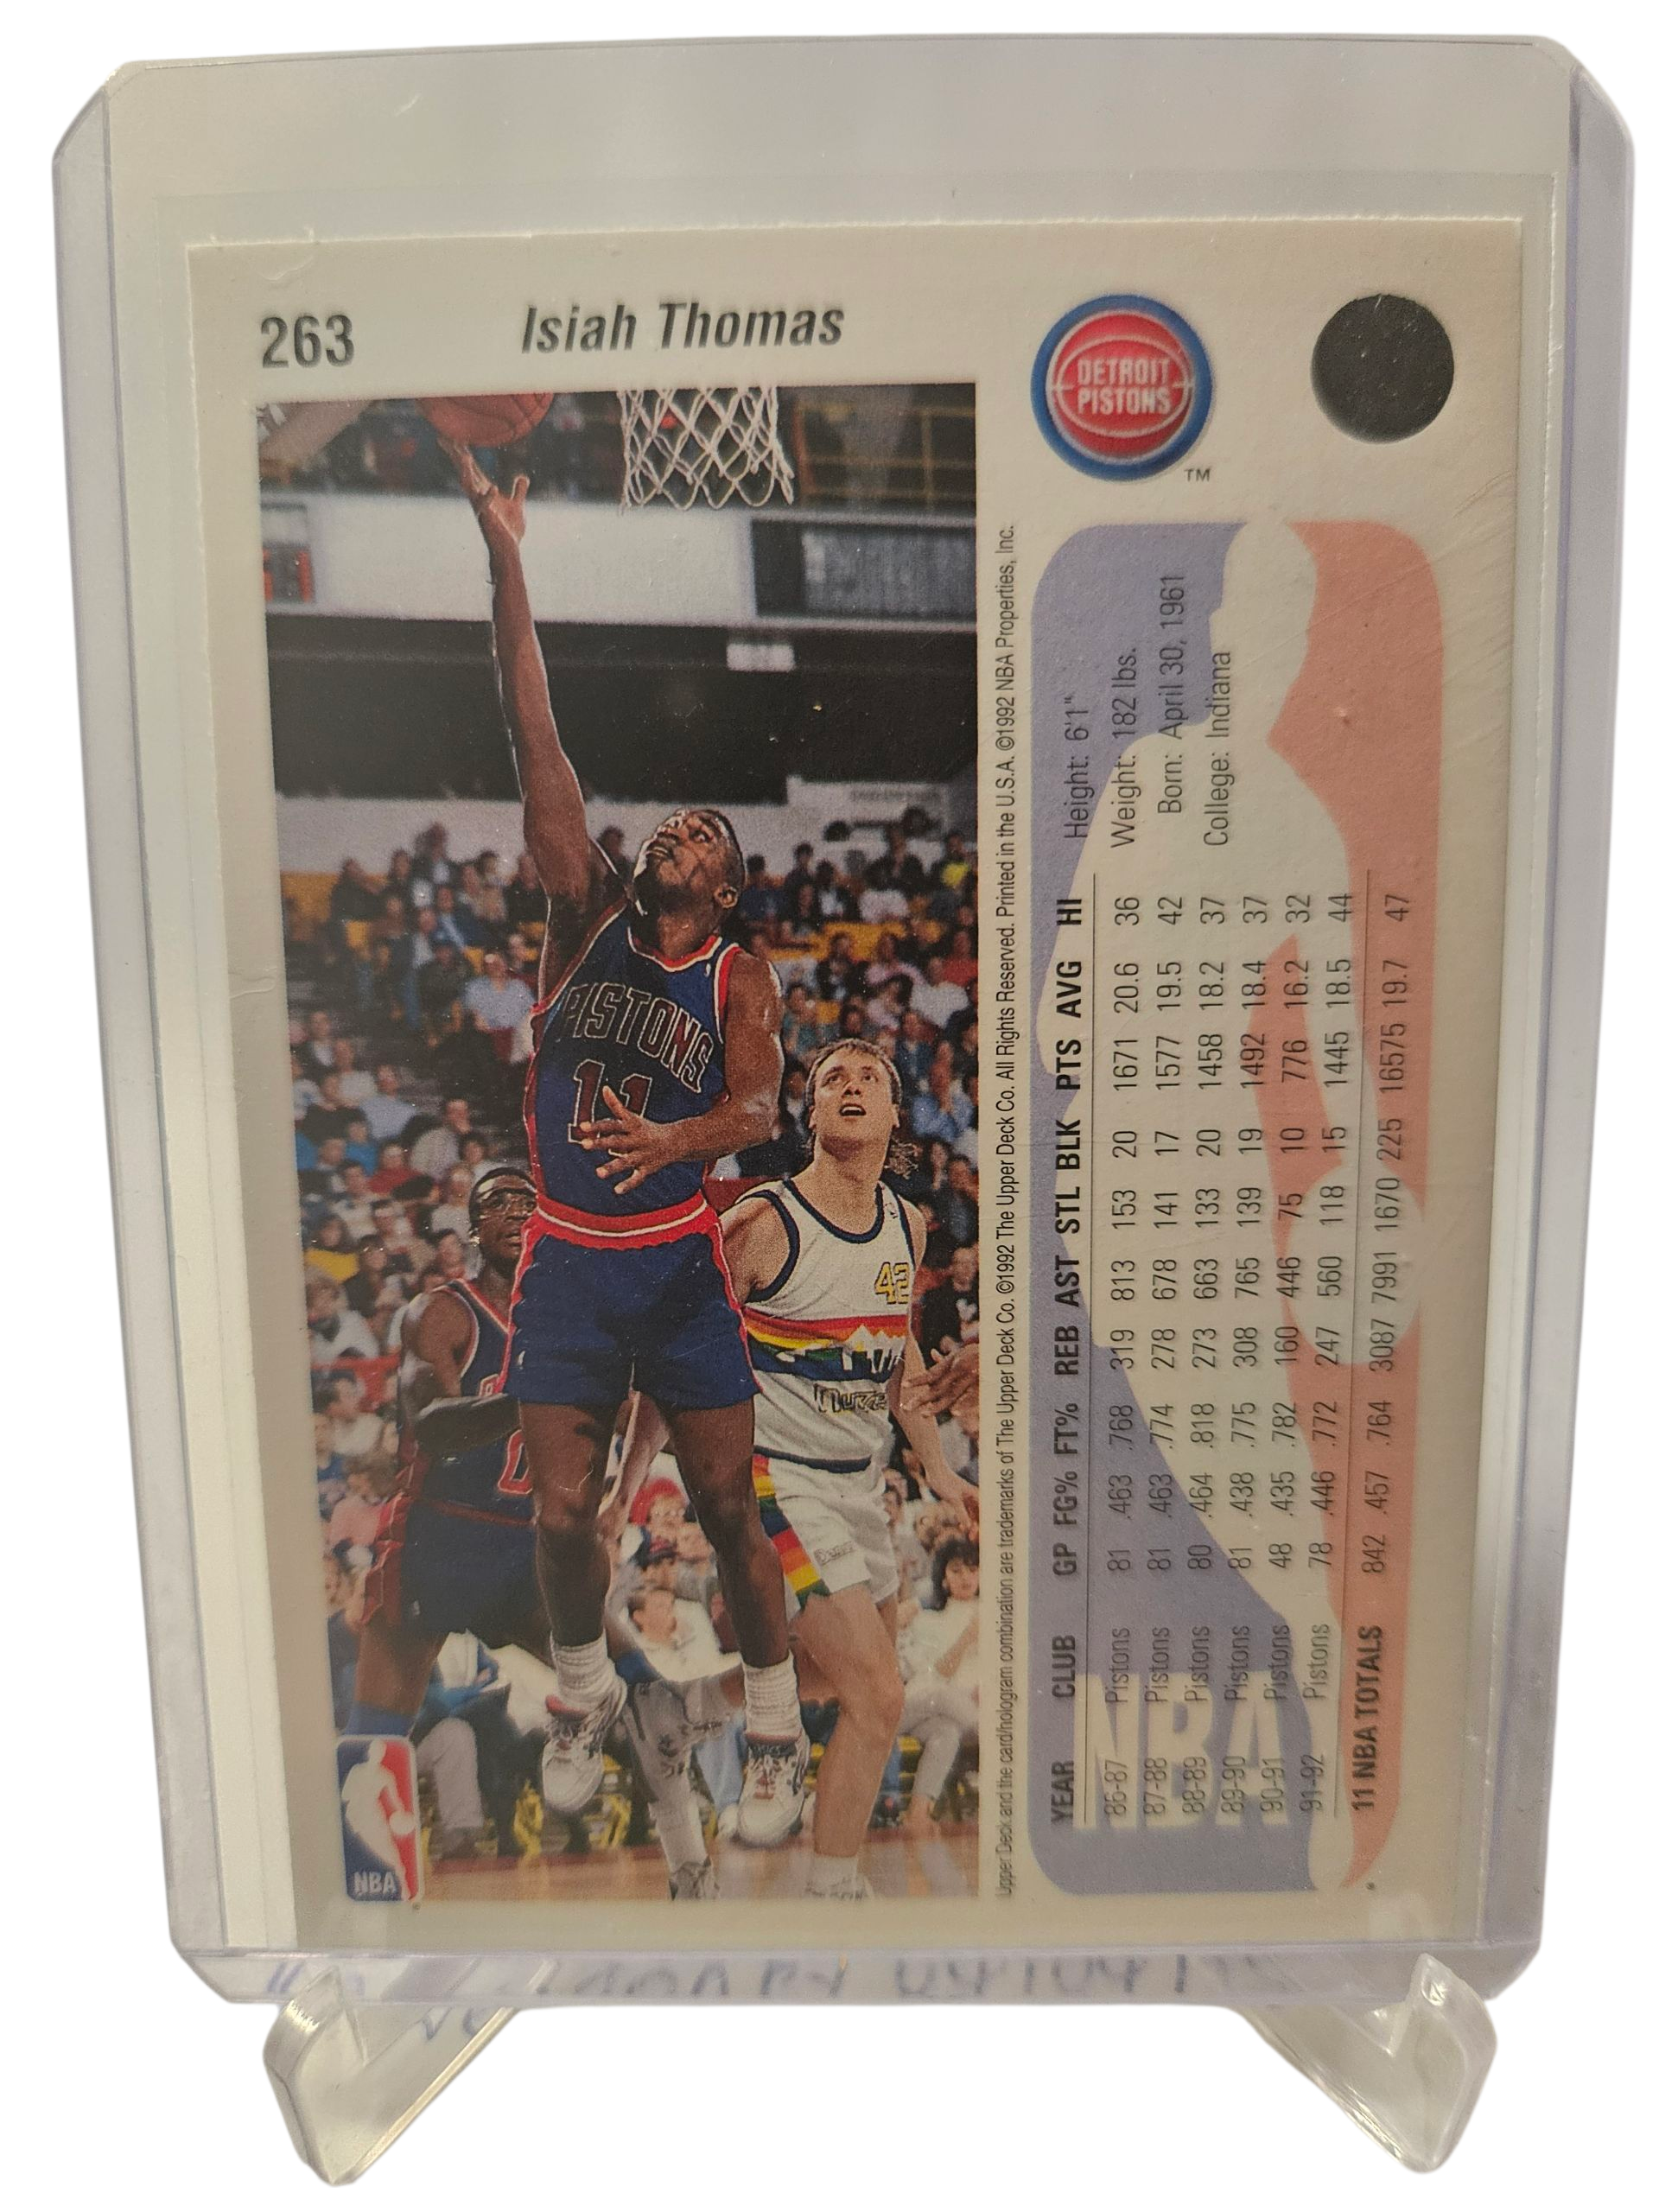 263
Isiah Thomas
DETROIT
PISTONS
TM
PISTONS
11
42
NBA
Upper Deck and the card/hologram combination are trademarks of The Upper Deck Co. ©1992 The Upper Deck Co. All Rights Reserved. Printed in the U.S.A. ©1992 NBA Properties, Inc.
Height: 6'1"
Weight: 182 lbs.
Born: April 30, 1961
College: Indiana
YEAR CLUB GP FG% FT% REB AST STL BLK PTS AVG HI
86-87 Pistons 81 .463 .768 319 813 153 20 1671 20.6 36
87-88 Pistons 81 .463 .774 278 678 141 17 1577 19.5 42
88-89 Pistons 80 .464 .818 273 663 133 20 1458 18.2 37
89-90 Pistons 81 .438 .775 308 765 139 19 1492 18.4 37
90-91 Pistons 48 .435 .782 160 446 75 10 776 16.2 32
91-92 Pistons 78 .446 .772 247 560 118 15 1445 18.5 44
11 NBA TOTALS 842 .457 .764 3087 7991 1670 225 16575 19.7 47
NBA